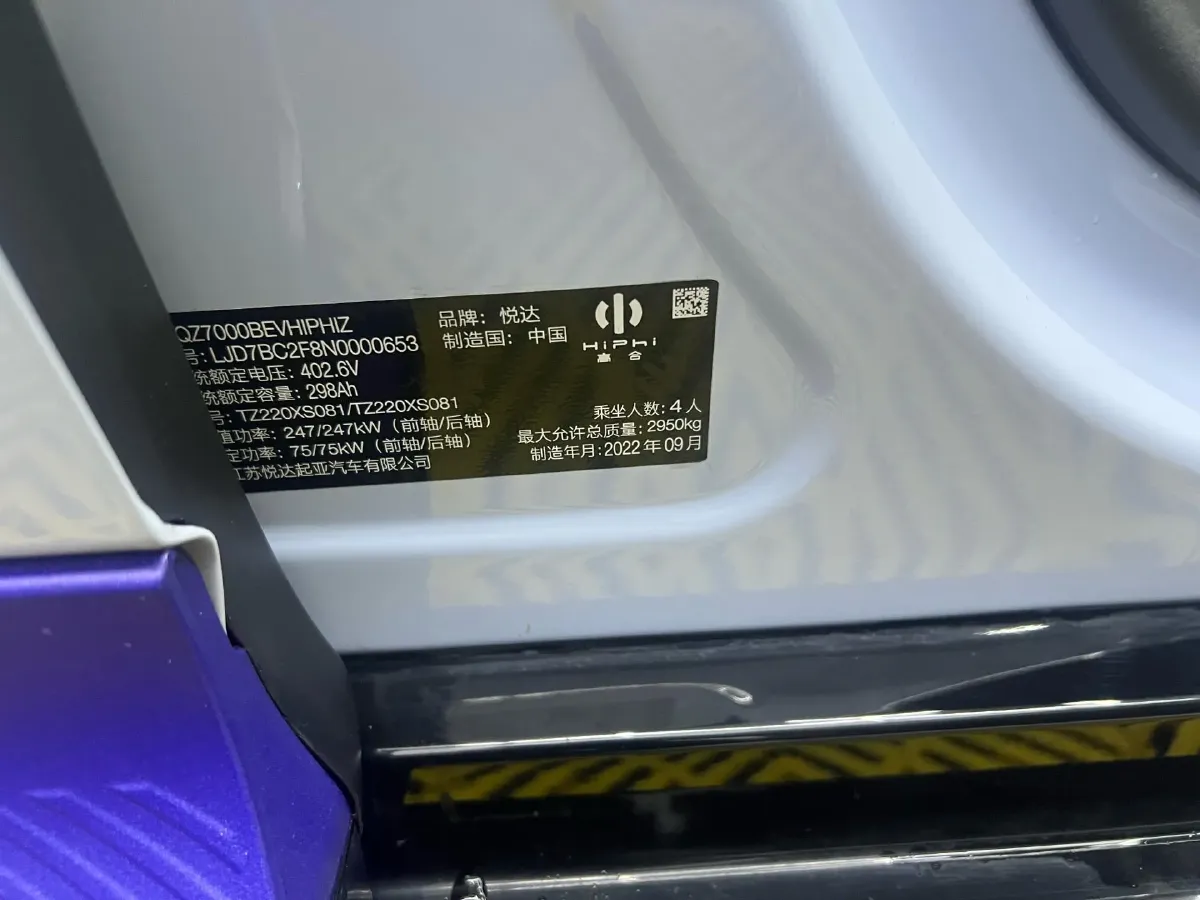 QZ7000BEVHIPHIZ
号: LJD7BC2F8N0000653
统额定电压: 402.6V
统额定容量: 298Ah
号: TZ220XS081/TZ220XS081
值功率: 247/247kW（前轴/后轴）
定功率: 75/75kW（前轴/后轴）
江苏悦达起亚汽车有限公司
品牌: 悦达
制造国: 中国
HiPhi
高合
乘坐人数: 4 人
最大允许总质量: 2950kg
制造年月: 2022 年 09 月